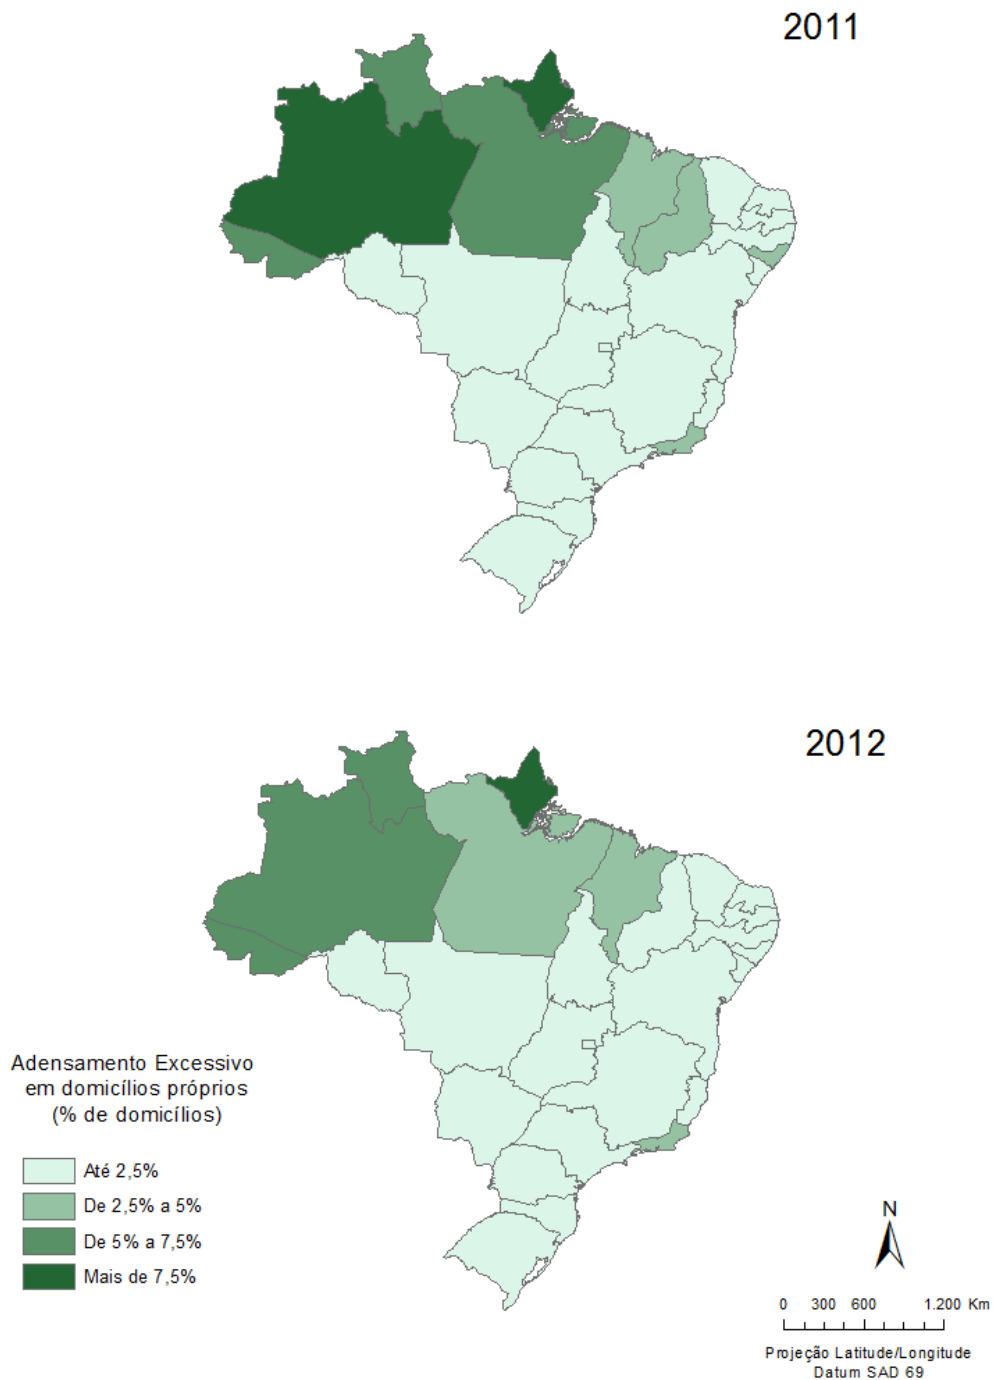 2011
2012
Adensamento Excessivo
em domicílios próprios
(% de domicílios)
Até 2,5%
De 2,5% a 5%
De 5% a 7,5%
Mais de 7,5%
N
0 300 600 1.200 Km
Projeção Latitude/Longitude
Datum SAD 69